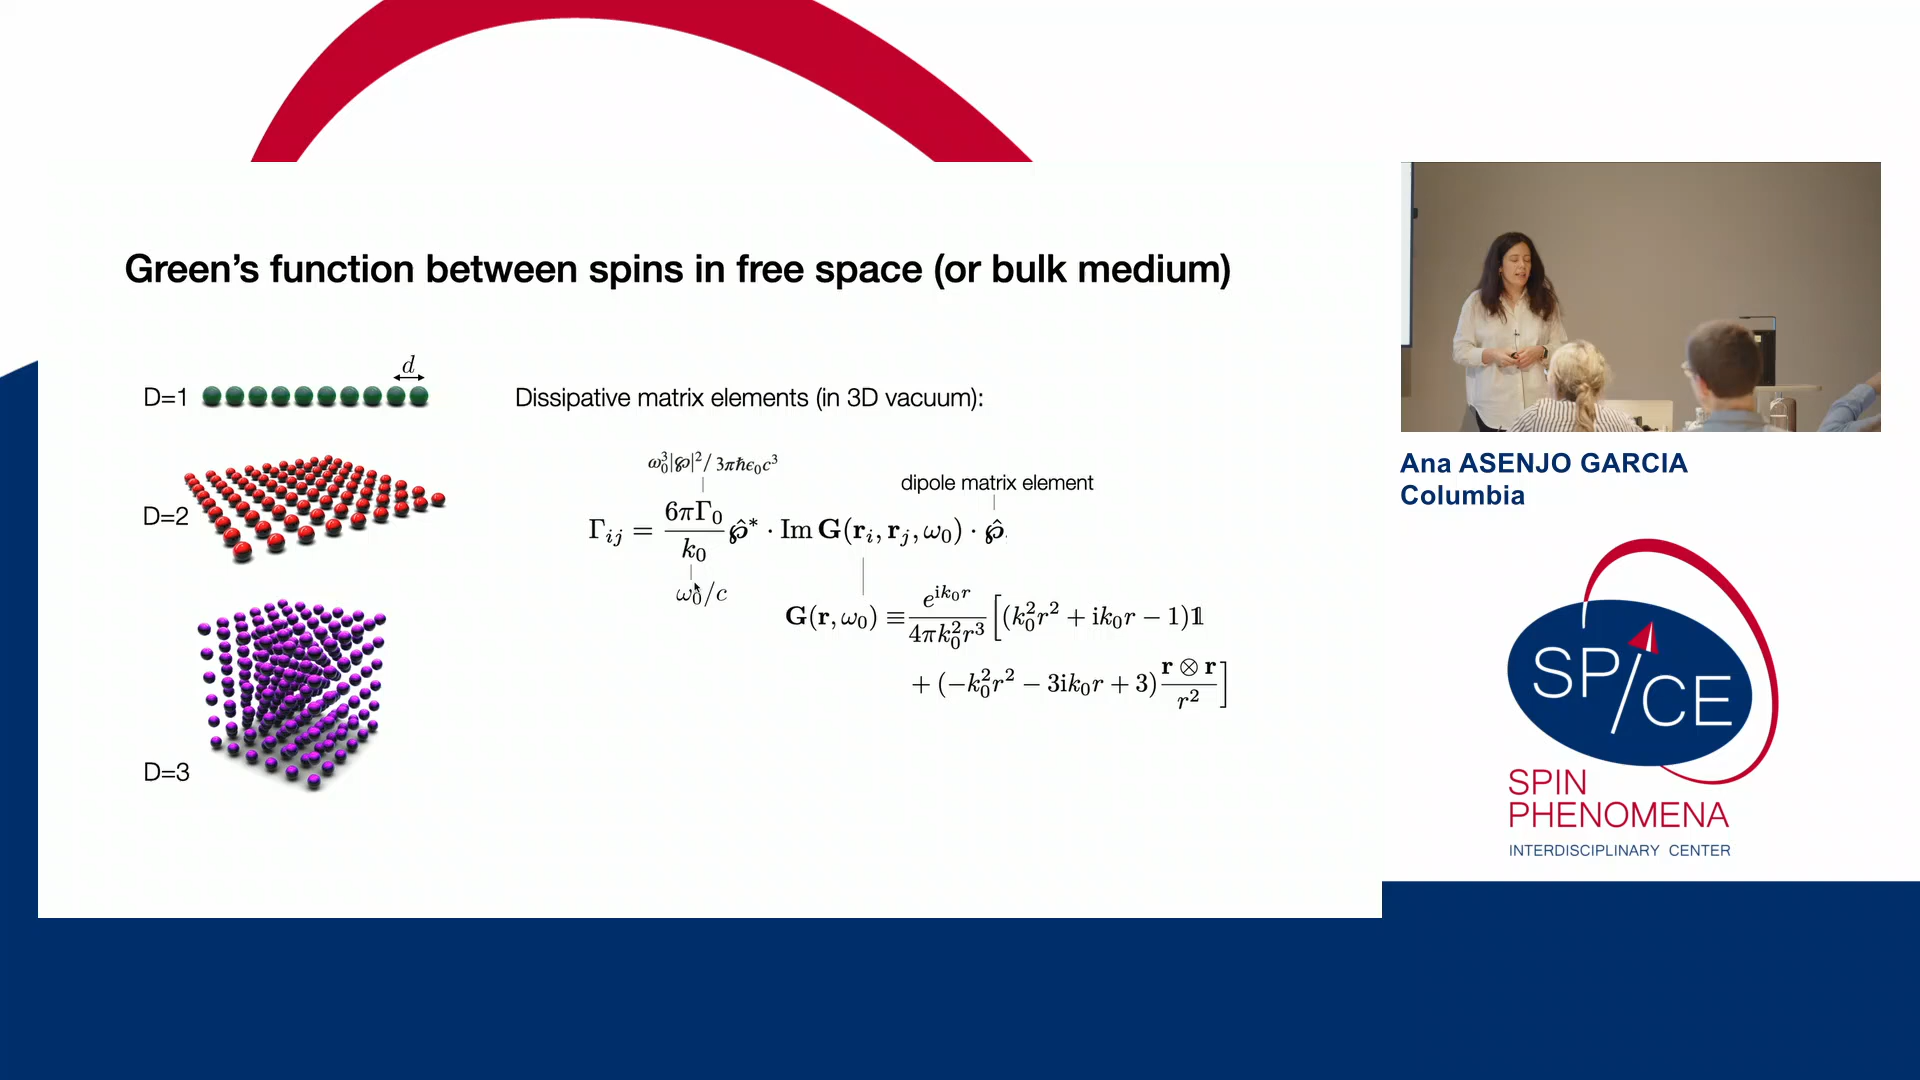 Green's function between spins in free space (or bulk medium)
d
D=1
Dissipative matrix elements (in 3D vacuum):
ω₀³|℘|²/3πħϵ₀c³
dipole matrix element
D=2
Γᵢⱼ = 6πΓ₀/k₀ ℘̂* · Im G(rᵢ, rⱼ, ω₀) · ℘̂
ω₀/c
G(r, ω₀) ≡ e^{ik₀r}/4πk₀²r³ [(k₀²r² + ik₀r − 1)𝟙
+ (−k₀²r² − 3ik₀r + 3) r ⊗ r/r²]
D=3
Ana ASENJO GARCIA
Columbia
SP/CE
SPIN
PHENOMENA
INTERDISCIPLINARY CENTER